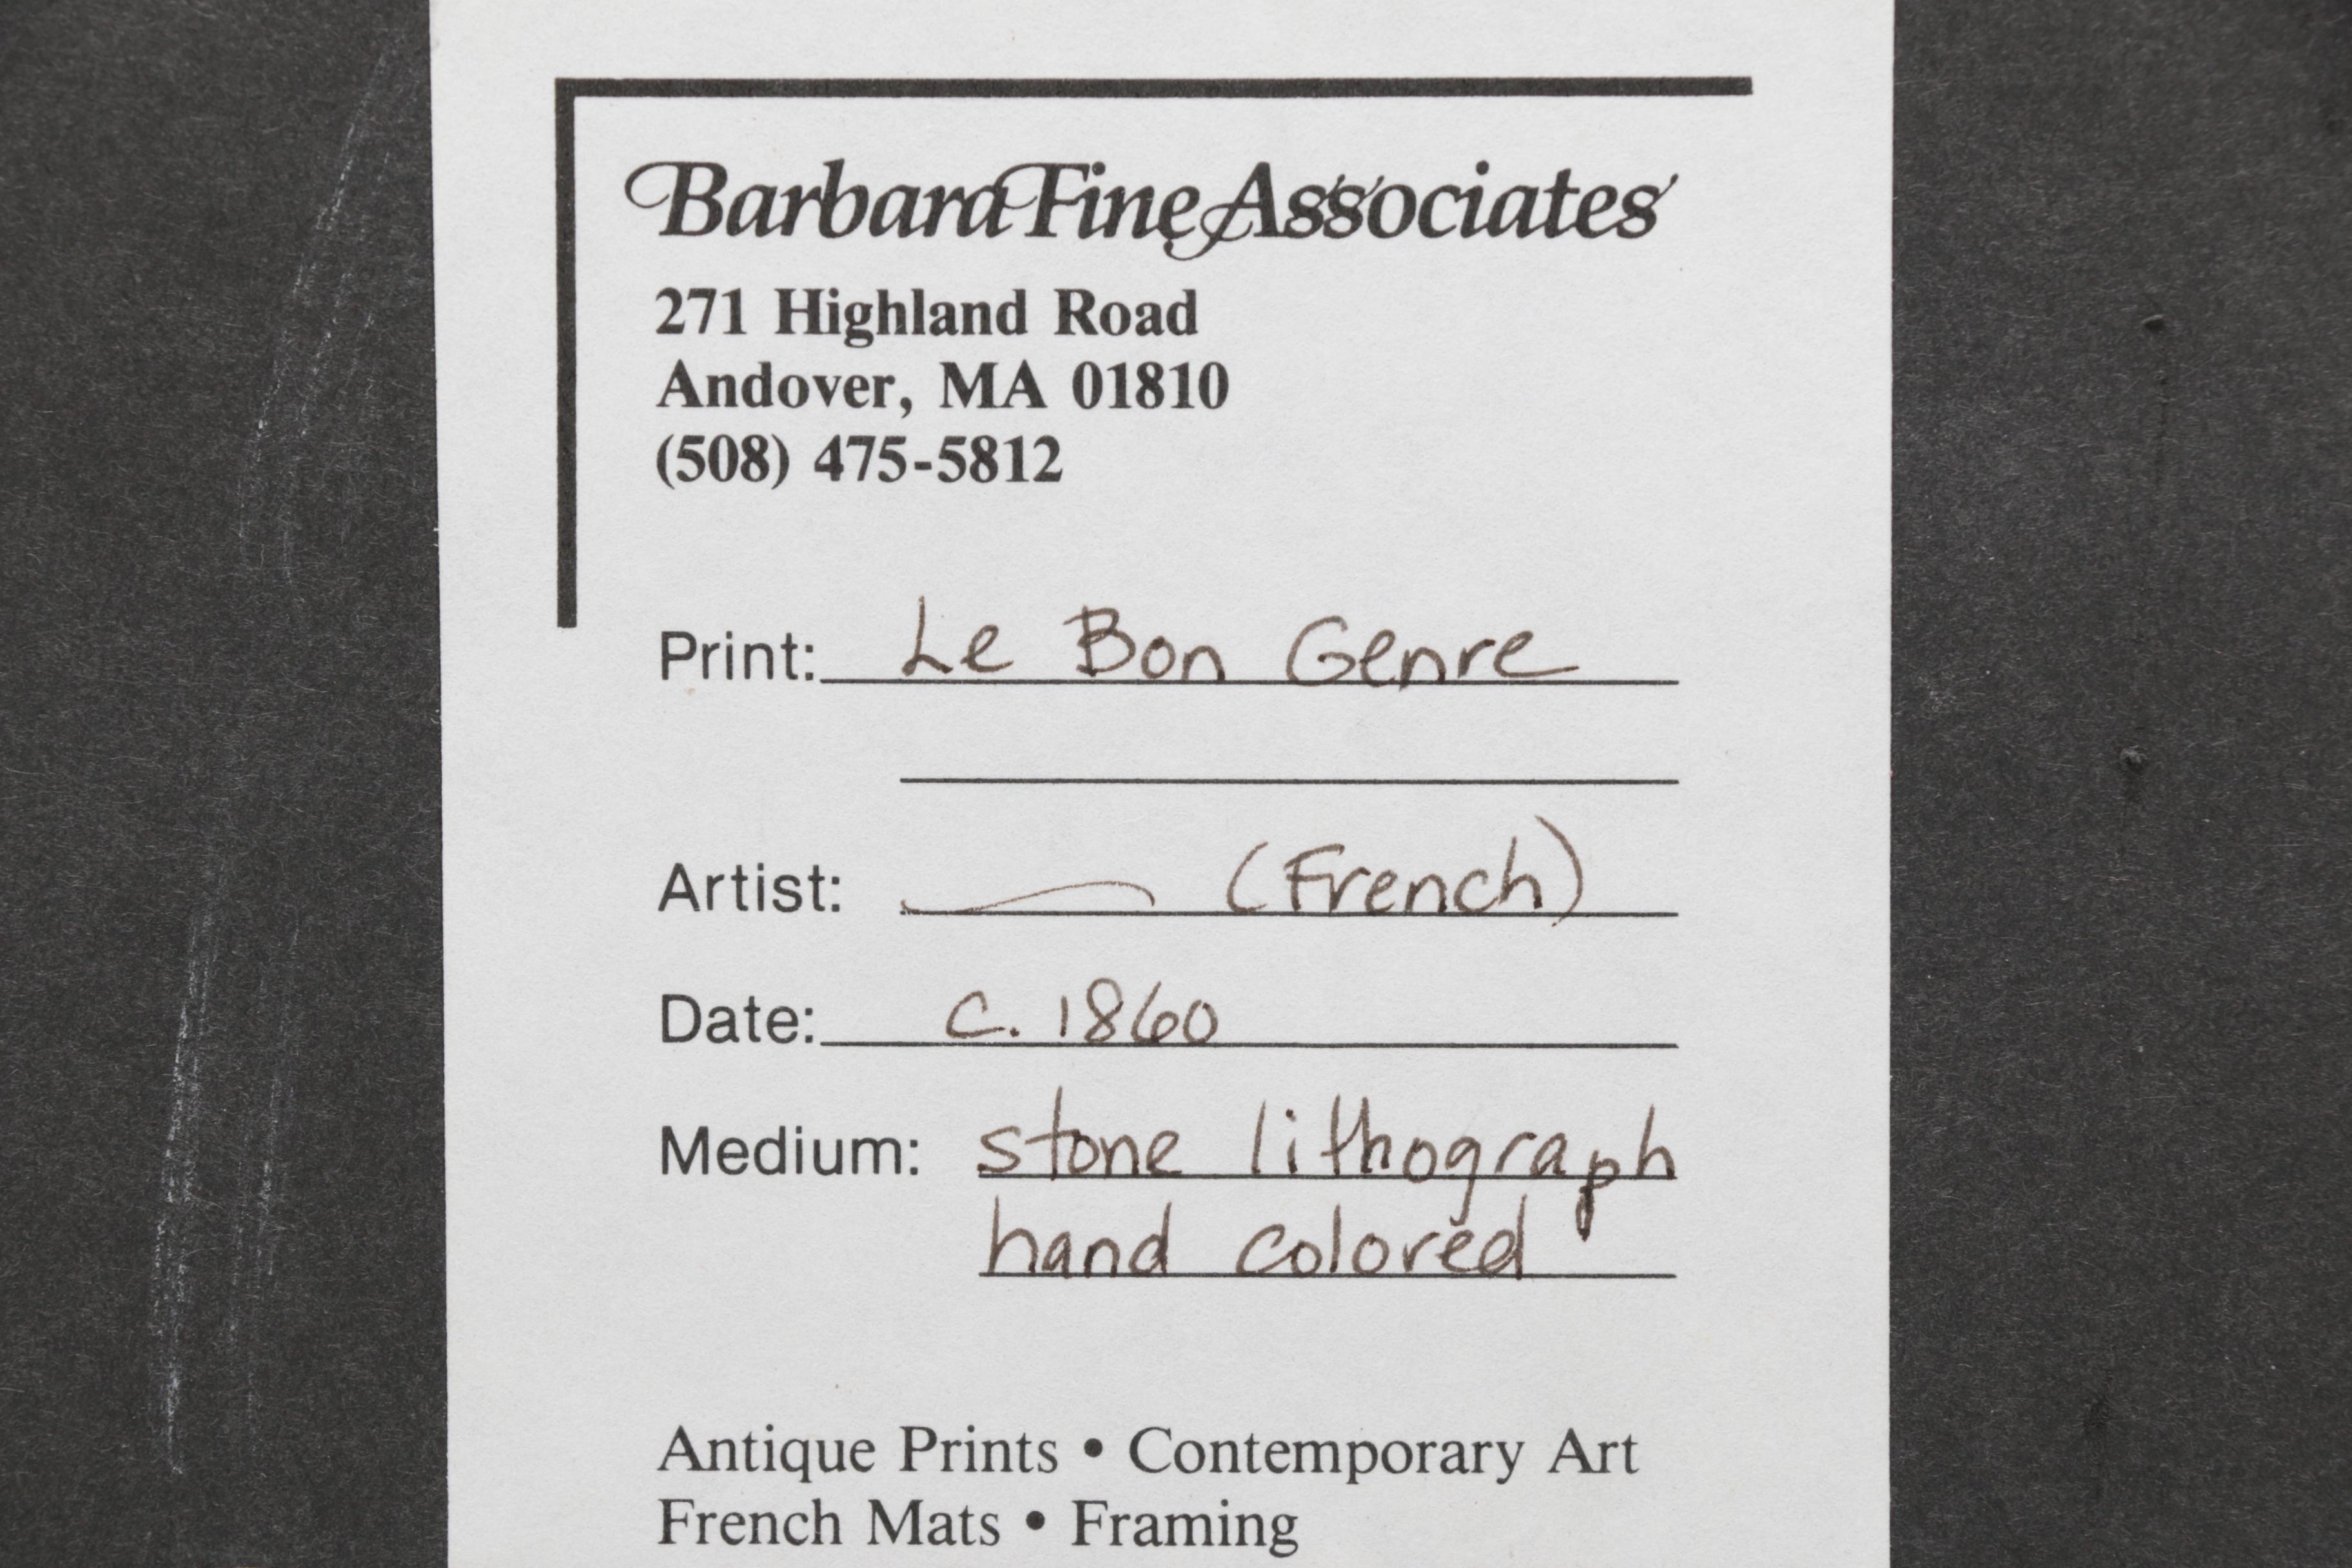 Barbara Fine Associates
271 Highland Road
Andover, MA 01810
(508) 475-5812
Print: Le Bon Genre
Artist: (French)
Date: c. 1860
Medium: stone lithograph
hand colored
Antique Prints • Contemporary Art
French Mats • Framing